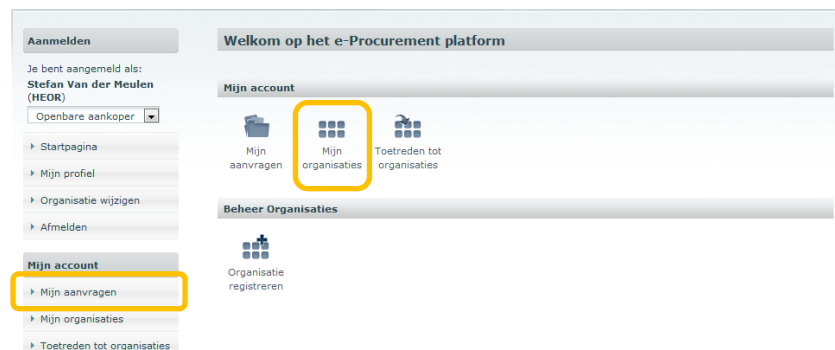 Aanmelden
Je bent aangemeld als:
Stefan Van der Meulen
(HEOR)
Openbare aankoper
Startpagina
Mijn profiel
Organisatie wijzigen
Afmelden
Mijn account
Mijn aanvragen
Mijn organisaties
Toetreden tot organisaties
Welkom op het e-Procurement platform
Mijn account
Mijn
aanvragen
Mijn
organisaties
Toetreden tot
organisaties
Beheer Organisaties
Organisatie
registreren